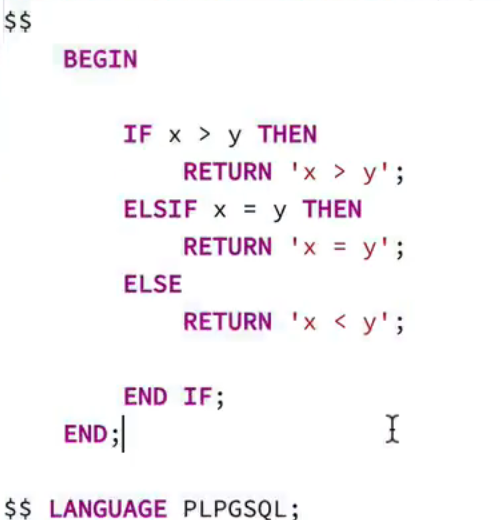 $$
BEGIN
IF x > y THEN
RETURN 'x > y';
ELSIF x = y THEN
RETURN 'x = y';
ELSE
RETURN 'x < y';
END IF;
END;
$$ LANGUAGE PLPGSQL;